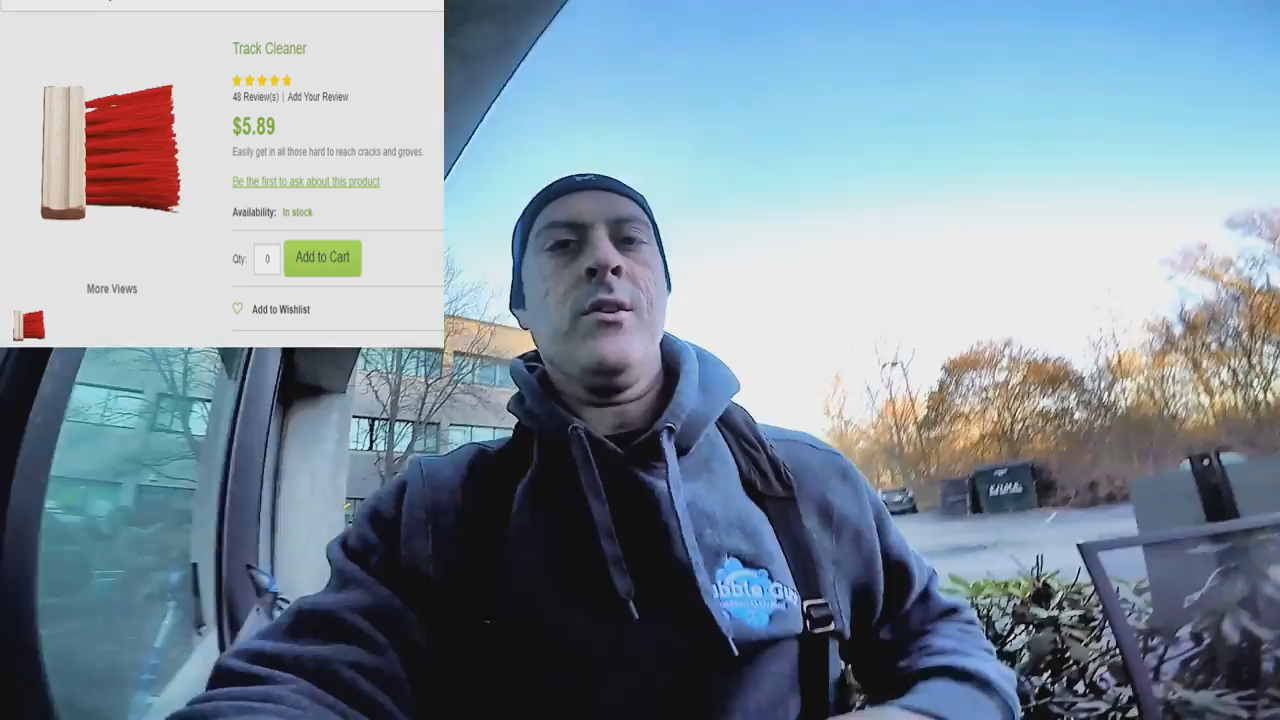 Track Cleaner
48 Review(s) | Add Your Review
$5.89
Easily get in all those hard to reach cracks and groves.
Be the first to ask about this product
Availability: In stock
Qty: 0 Add to Cart
More Views
Add to Wishlist